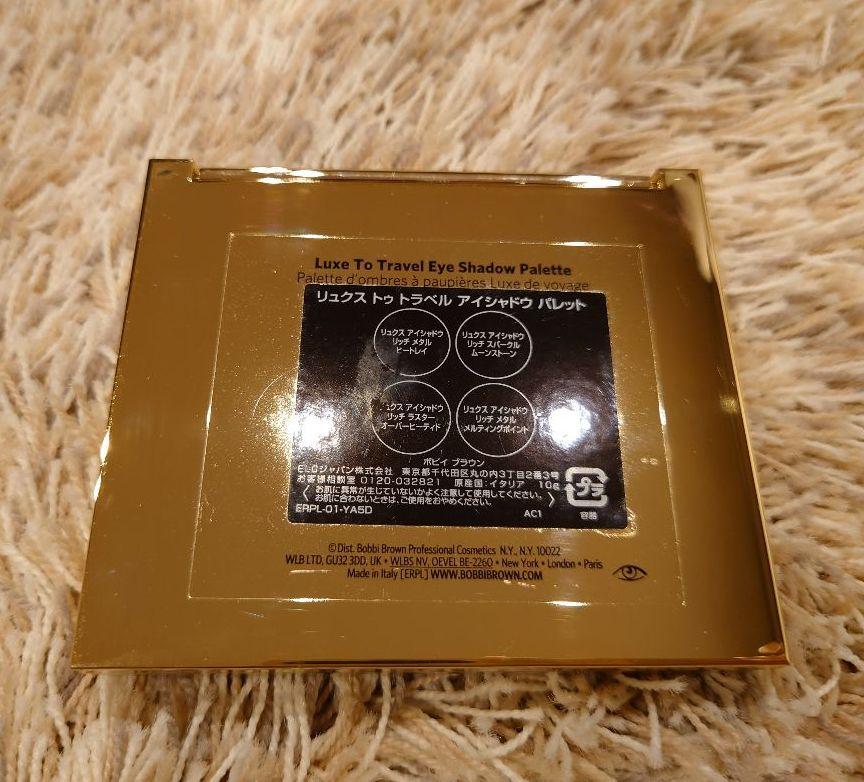 Luxe To Travel Eye Shadow Palette
Palette d'ombres à paupières Luxe de voyage
リュクス トゥ トラベル アイシャドウ パレット
リュクス アイシャドウ
リッチ メタル
ヒートレイ
リュクス アイシャドウ
リッチ スパークル
ムーンストーン
ュクス アイシャドウ
リッチ ラスター
オーバーヒーティド
リュクス アイシャドウ
リッチ メタル
メルティングポイント
ボビイ ブラウン
ELCジャパン株式会社 東京都千代田区丸の内3丁目2番3号
お客様相談室 0120-032821 原産国:イタリア 10g
〈お肌に異常が生じていないかよく注意して使用してください。
お肌に合わないときは、ご使用をおやめください。〉
ERPL-01-YA5D AC1
プラ
容器
©Dist. Bobbi Brown Professional Cosmetics N.Y., N.Y. 10022
WLB LTD, GU32 3DD, UK • WLBS NV, OEVEL BE-2260 • New York • London • Paris
Made in Italy [ERPL] WWW.BOBBIBROWN.COM